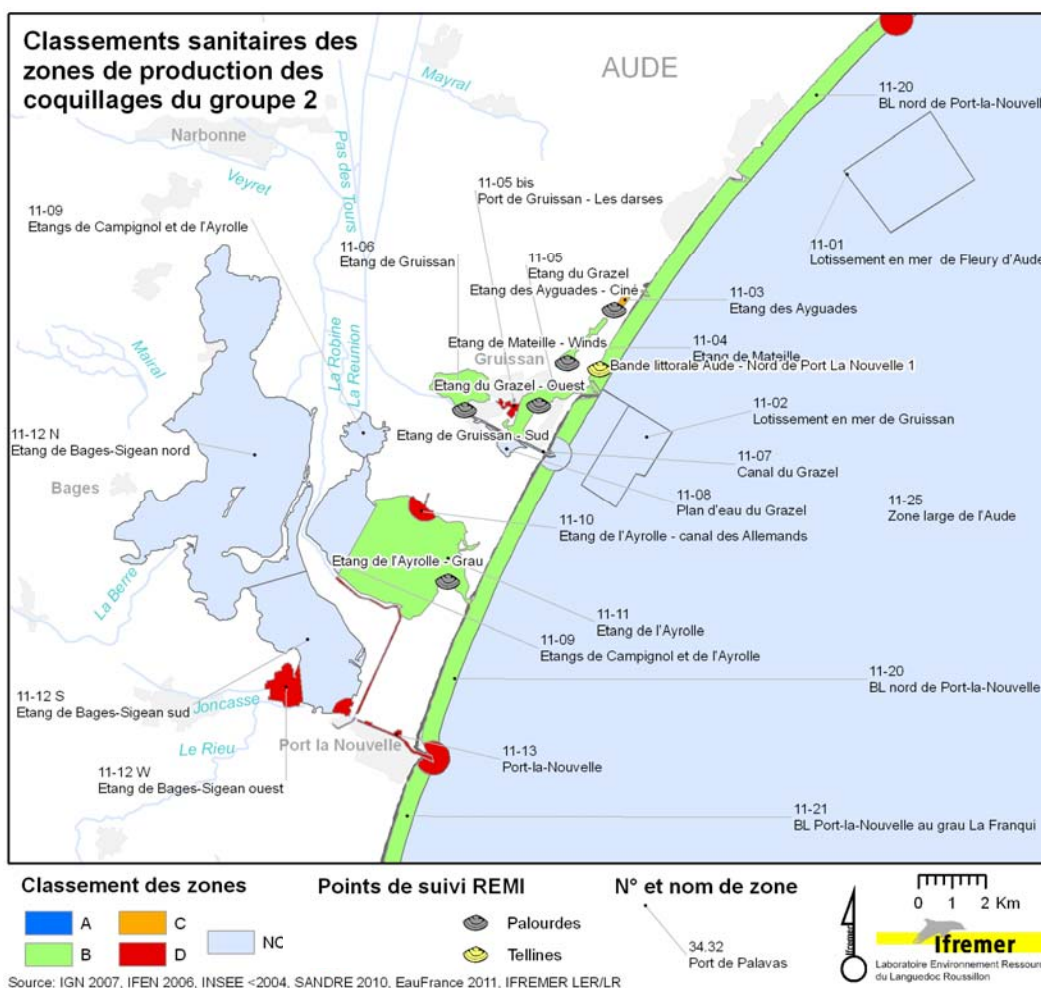 Classements sanitaires des
zones de production des
coquillages du groupe 2
AUDE
Mayral
Narbonne
Veyret
Pas des Tours
11-20
BL nord de Port-la-Nouvelle
11-05 bis
Port de Gruissan - Les darses
11-09
Etangs de Campignol et de l'Ayrolle
11-06
Etang de Gruissan
11-05
Etang du Grazel
Etang des Ayguades - Ciné
11-01
Lotissement en mer de Fleury d'Aude
11-03
Etang des Ayguades
La Robine
La Reunion
Mairal
Etang de Mateille - Winds
Gruissan
11-04
Etang de Mateille
Bande littorale Aude - Nord de Port La Nouvelle 1
Etang du Grazel - Ouest
11-02
Lotissement en mer de Gruissan
11-12 N
Etang de Bages-Sigean nord
Etang de Gruissan - Sud
11-07
Canal du Grazel
Bages
11-08
Plan d'eau du Grazel
11-25
Zone large de l'Aude
11-10
Etang de l'Ayrolle - canal des Allemands
Etang de l'Ayrolle - Grau
La Berre
11-11
Etang de l'Ayrolle
11-09
Etangs de Campignol et de l'Ayrolle
11-20
BL nord de Port-la-Nouvelle
11-12 S
Etang de Bages-Sigean sud
Joncasse
Le Rieu
Port la Nouvelle
11-13
Port-la-Nouvelle
11-12 W
Etang de Bages-Sigean ouest
11-21
BL Port-la-Nouvelle au grau La Franqui
Classement des zones
A
C
NC
B
D
Points de suivi REMI
Palourdes
Tellines
N° et nom de zone
34.32
Port de Palavas
0 1 2 Km
Ifremer
Ifremer
Laboratoire Environnement Ressour
du Languedoc Roussillon
Source: IGN 2007, IFEN 2006, INSEE <2004, SANDRE 2010, EauFrance 2011, IFREMER LER/LR